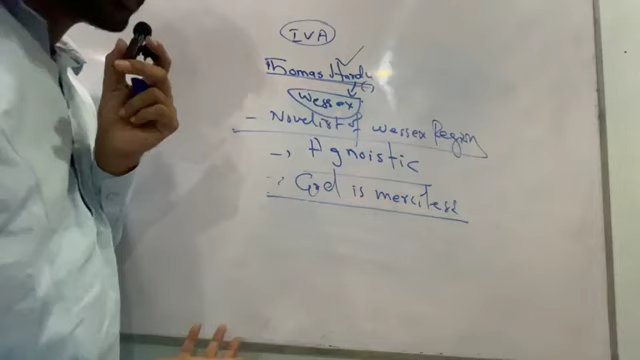 IVA
Thomas Hardy
(-)
Wessex
- Novelist of Wessex Region
-, Agnoistic
God is merciless